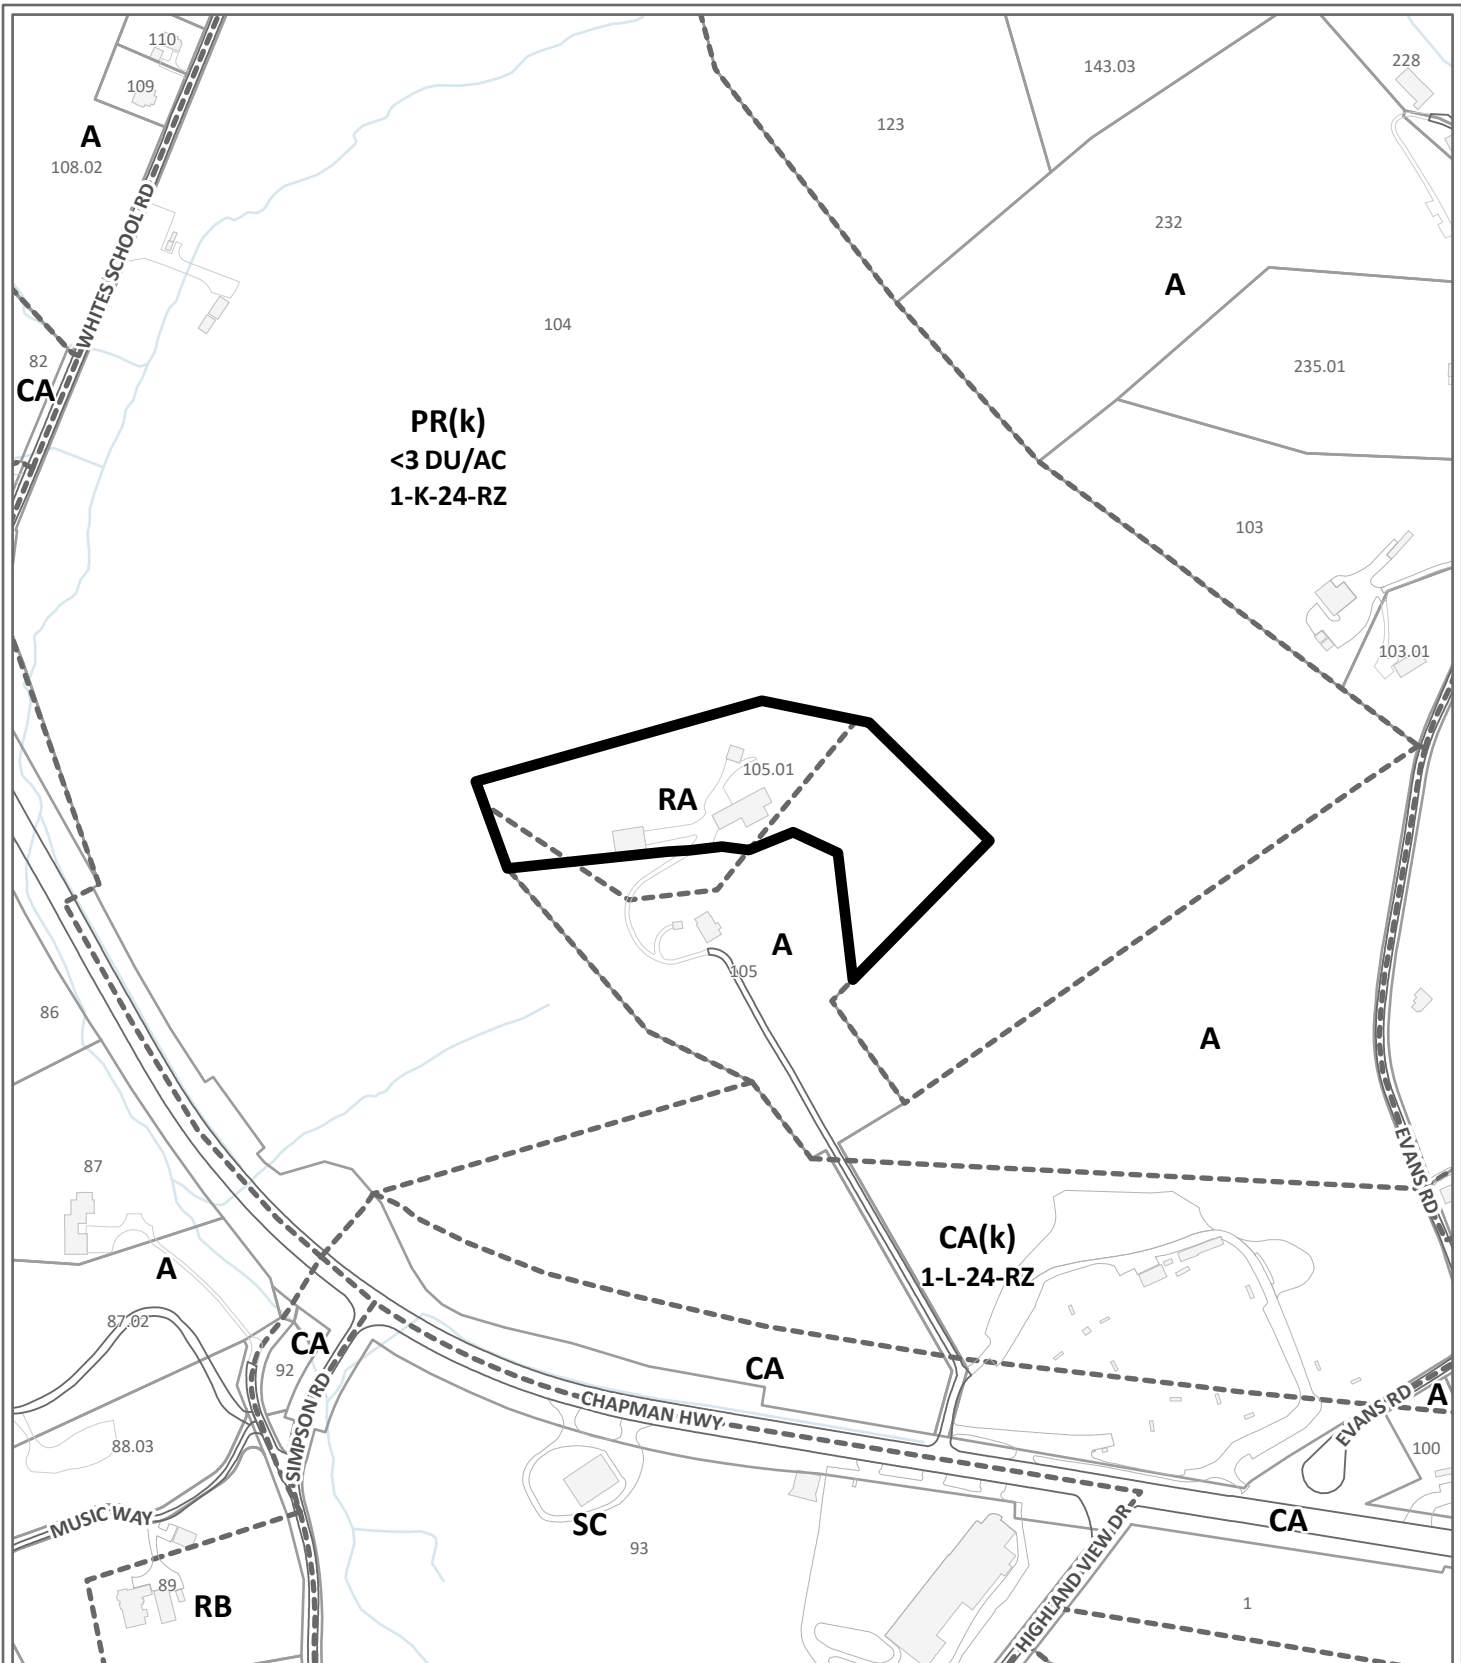 110
109
A
108.02
WHITES SCHOOL RD
82
CA
104
PR(k)
<3 DU/AC
1-K-24-RZ
143.03
123
228
232
A
235.01
103
103.01
105.01
RA
A
105
A
86
87
A
87.02
CA
92
SIMPSON RD
88.03
MUSIC WAY
89
RB
CA(k)
1-L-24-RZ
CA
CHAPMAN HWY
SC
93
EVANS RD
EVANS RD
A
100
CA
HIGHLAND VIEW DR
1